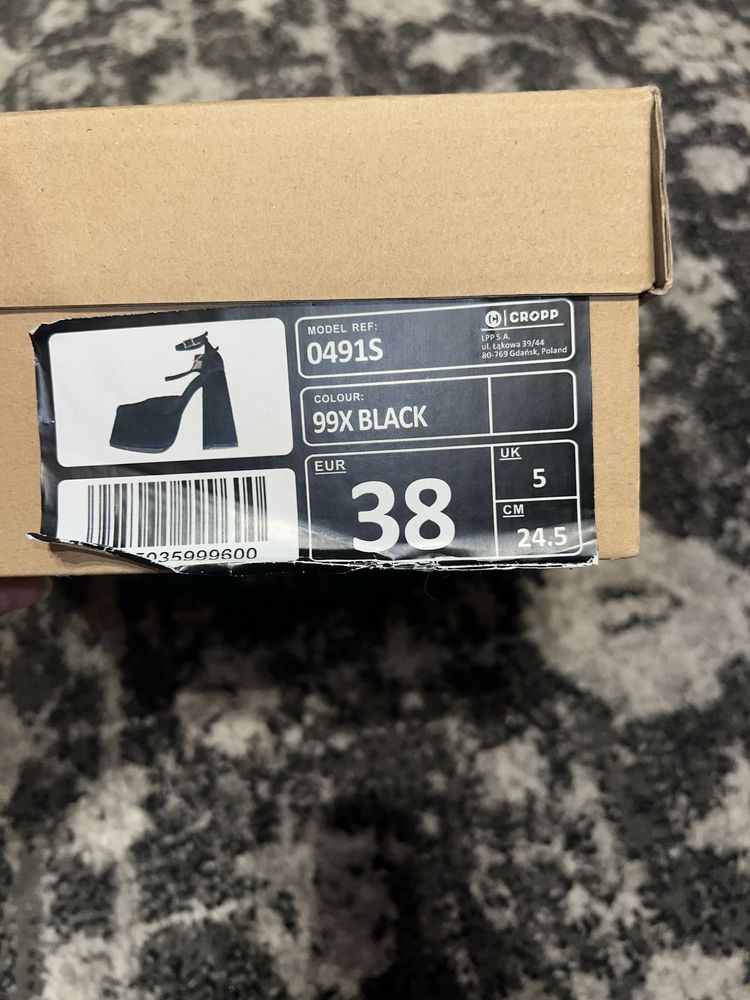 MODEL REF:
0491S
CROPP
LPP S.A.
ul. Łąkowa 39/44
80-769 Gdańsk, Poland
COLOUR:
99X BLACK
EUR
38
UK
5
CM
24.5
5035999600